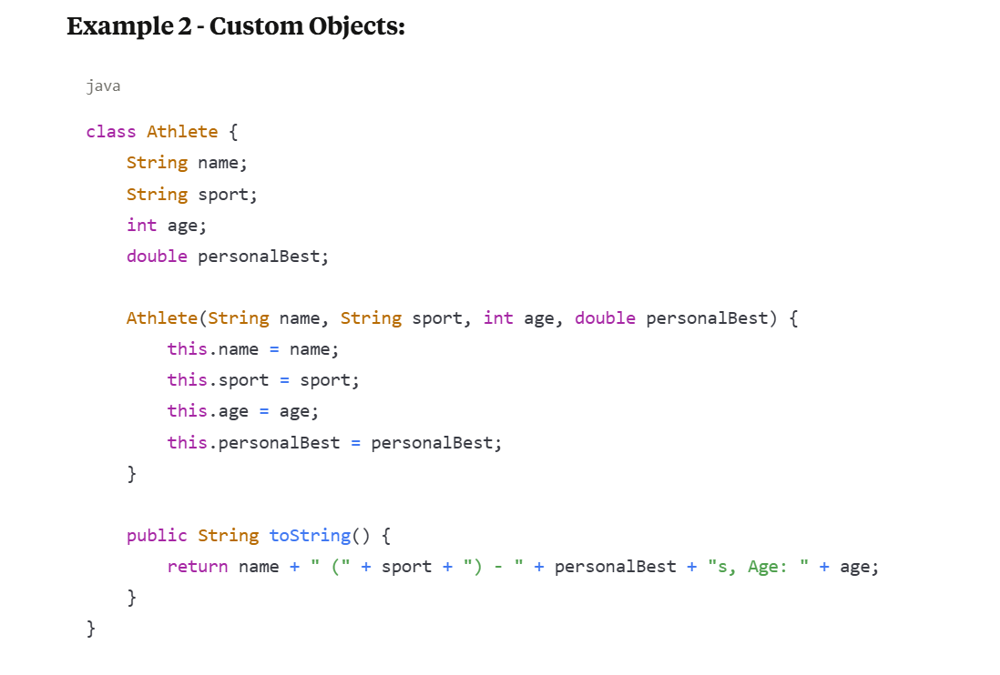 Example 2 - Custom Objects:
java
class Athlete {
    String name;
    String sport;
    int age;
    double personalBest;

    Athlete(String name, String sport, int age, double personalBest) {
        this.name = name;
        this.sport = sport;
        this.age = age;
        this.personalBest = personalBest;
    }

    public String toString() {
        return name + " (" + sport + ") - " + personalBest + "s, Age: " + age;
    }
}